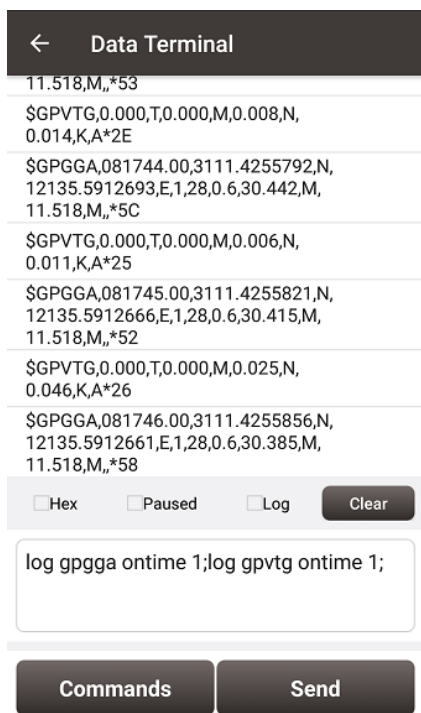 ← Data Terminal
11.518,M,,*53
$GPVTG,0.000,T,0.000,M,0.008,N,
0.014,K,A*2E
$GPGGA,081744.00,3111.4255792,N,
12135.5912693,E,1,28,0.6,30.442,M,
11.518,M,,*5C
$GPVTG,0.000,T,0.000,M,0.006,N,
0.011,K,A*25
$GPGGA,081745.00,3111.4255821,N,
12135.5912666,E,1,28,0.6,30.415,M,
11.518,M,,*52
$GPVTG,0.000,T,0.000,M,0.025,N,
0.046,K,A*26
$GPGGA,081746.00,3111.4255856,N,
12135.5912661,E,1,28,0.6,30.385,M,
11.518,M,,*58
Hex Paused Log Clear
log gpgga ontime 1;log gpvtg ontime 1;
Commands Send